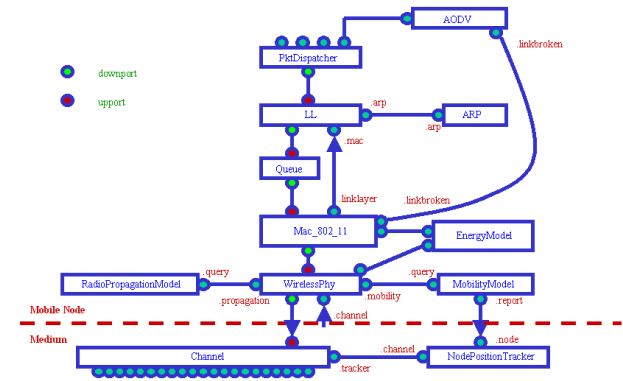 AODV
.linkbroken
PktDispatcher
downport
upport
.arp
LL
ARP
.arp
.mac
Queue
.linklayer
.linkbroken
Mac_802_11
EnergyModel
.query
.query
RadioPropagationModel
WirelessPhy
MobilityModel
.propagation
.mobility
.report
Mobile Node
.channel
Medium
.node
.channel
Channel
NodePositionTracker
.tracker